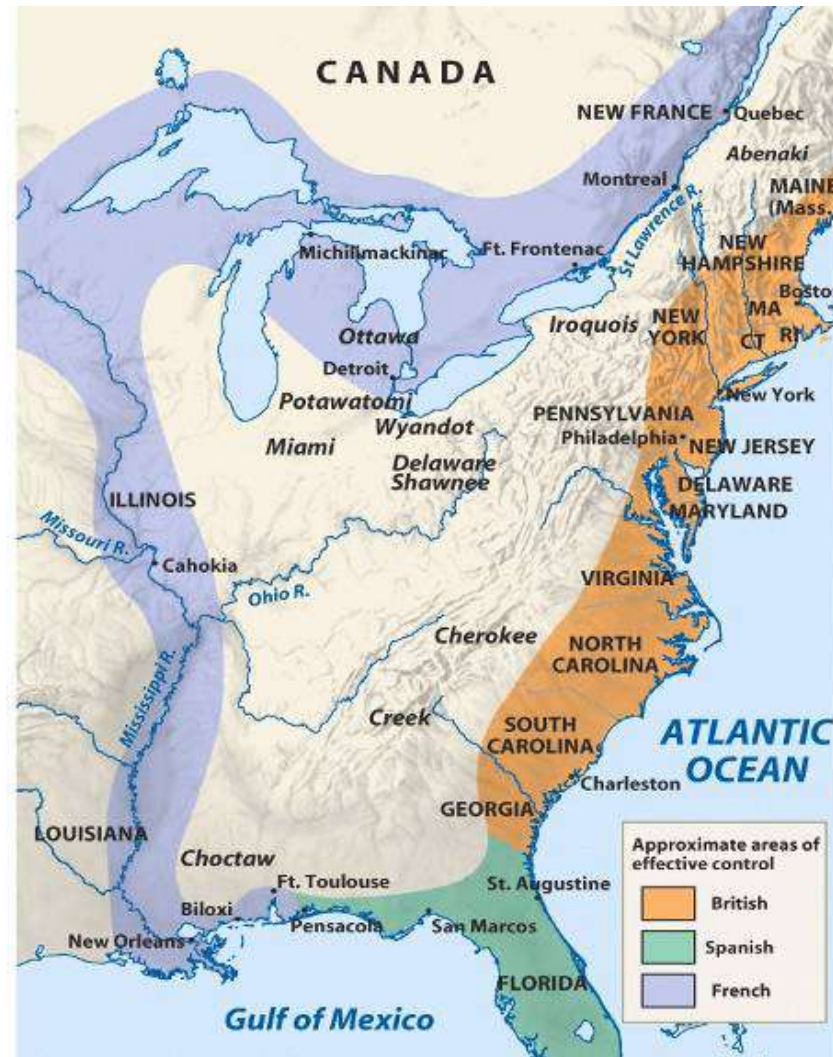 CANADA
NEW FRANCE
Quebec
Abenaki
Montreal
MAINE
(Mass.
St Lawrence R.
Michilimackinac
Ft. Frontenac
NEW
HAMPSHIRE
Boston
MA
Iroquois
NEW
YORK
CT
RI
Ottawa
Detroit
New York
Potawatomi
Wyandot
PENNSYLVANIA
Philadelphia
NEW JERSEY
Miami
Delaware
Shawnee
DELAWARE
MARYLAND
ILLINOIS
Missouri R.
Cahokia
Ohio R.
VIRGINIA
Cherokee
NORTH
CAROLINA
Mississippi R.
Creek
SOUTH
CAROLINA
ATLANTIC
OCEAN
Charleston
GEORGIA
LOUISIANA
Choctaw
Ft. Toulouse
St. Augustine
Biloxi
Pensacola
San Marcos
New Orleans
FLORIDA
Gulf of Mexico
Approximate areas of
effective control
British
Spanish
French